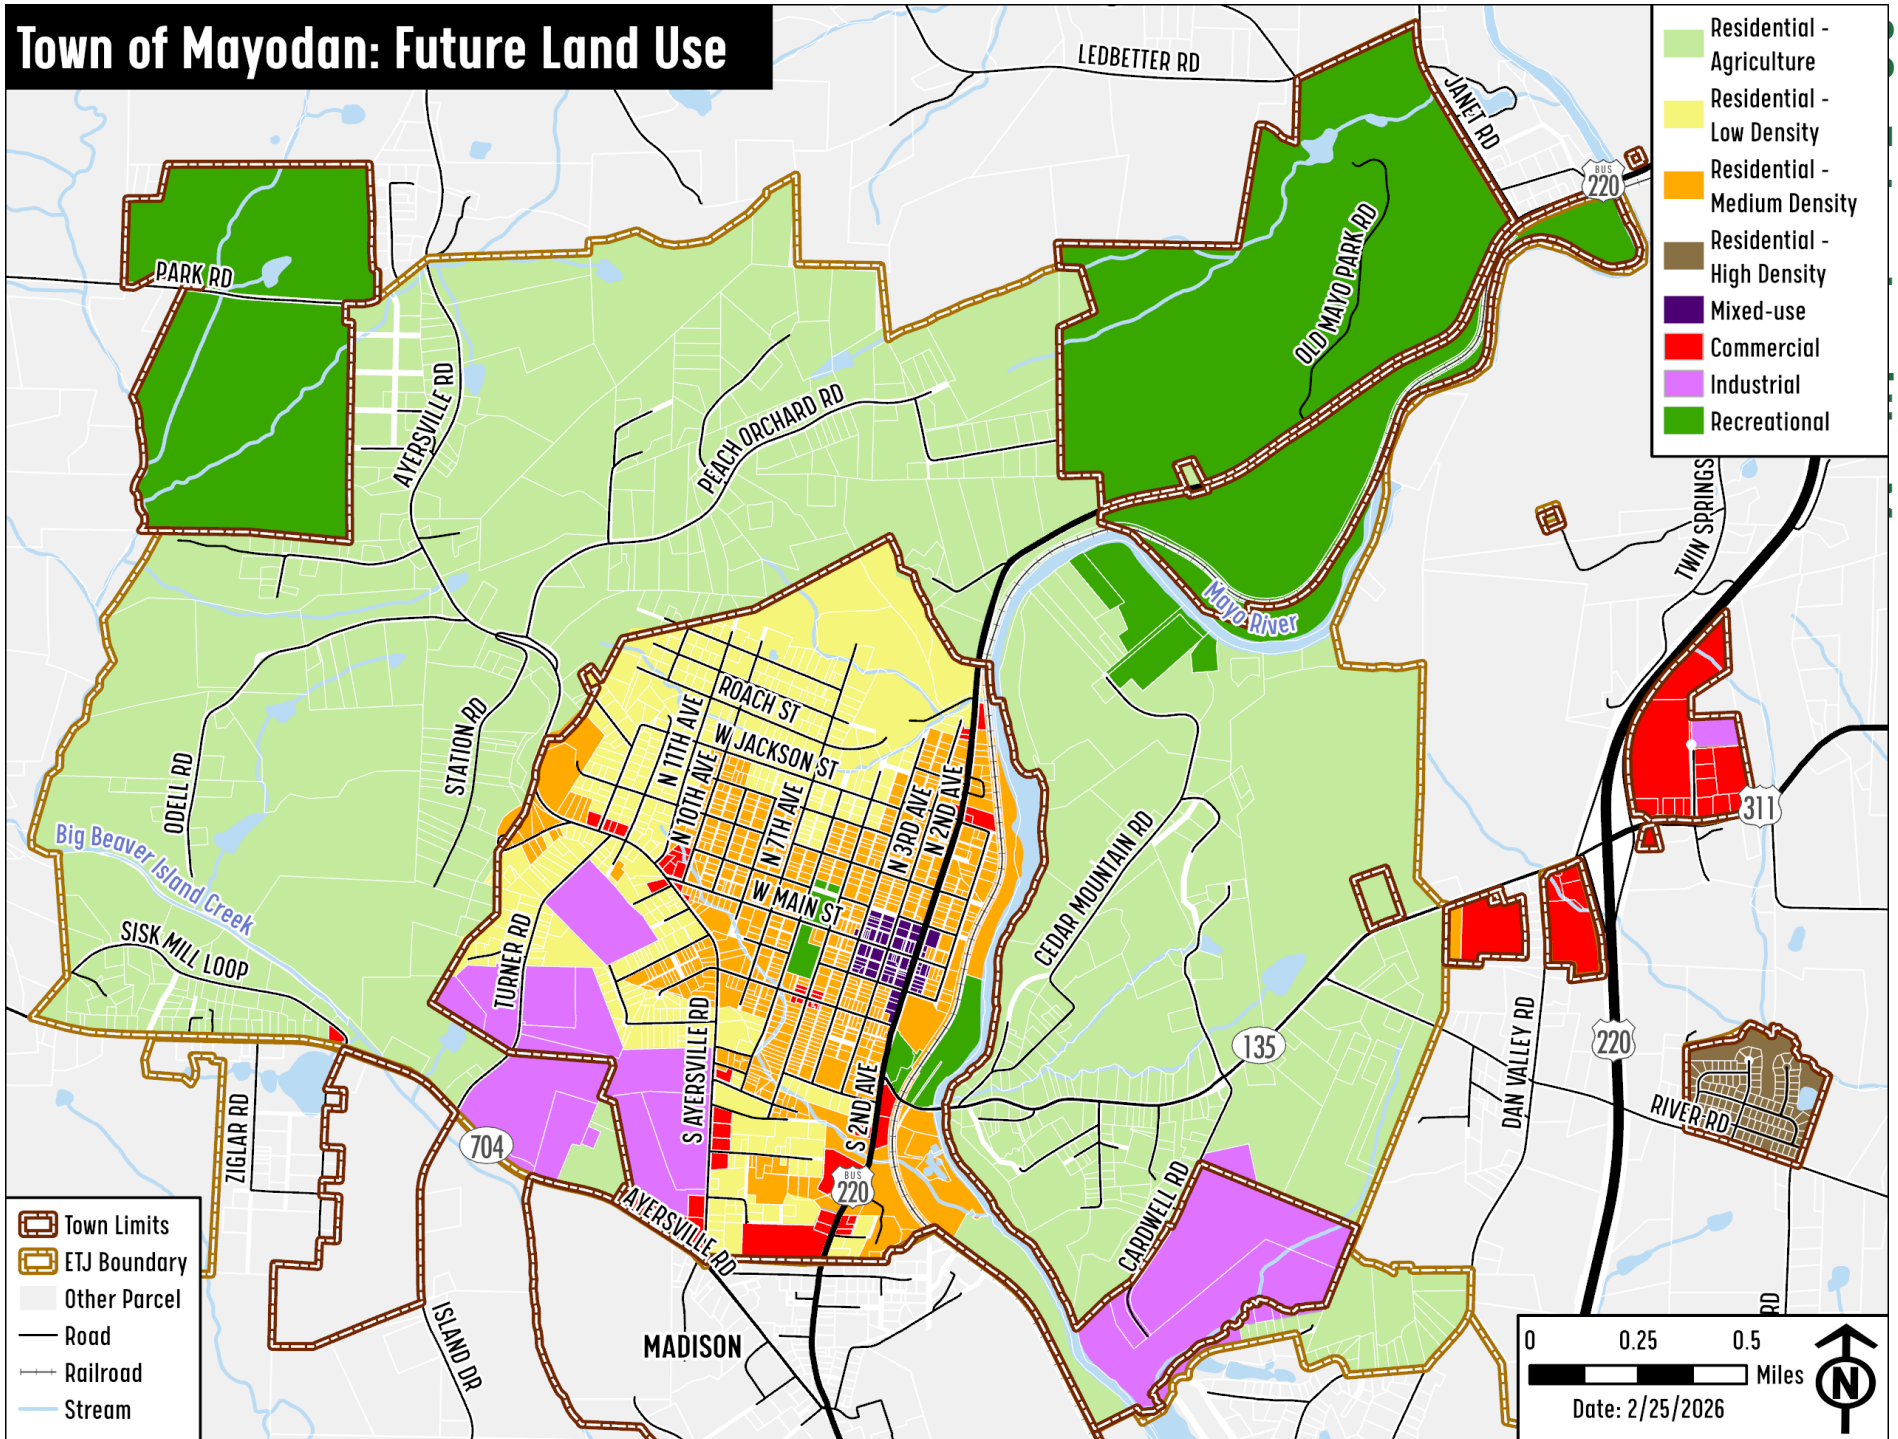 Town of Mayodan: Future Land Use
Residential -
Agriculture
Residential -
Low Density
Residential -
Medium Density
Residential -
High Density
Mixed-use
Commercial
Industrial
Recreational
LEDBETTER RD
JANET RD
BUS
220
PARK RD
OLD MAYO PARK RD
AYERSVILLE RD
PEACH ORCHARD RD
TWIN SPRINGS
Mayo River
ROACH ST
N 11TH AVE
W JACKSON ST
STATION RD
ODELL RD
N 10TH AVE
N 7TH AVE
N 3RD AVE
N 2ND AVE
311
Big Beaver Island Creek
CEDAR MOUNTAIN RD
W MAIN ST
SISK MILL LOOP
TURNER RD
S AYERSVILLE RD
135
220
DAN VALLEY RD
ZIGLAR RD
S 2ND AVE
RIVER RD
704
BUS
220
CARDWELL RD
AYERSVILLE RD
ISLAND DR
MADISON
RD
Town Limits
ETJ Boundary
Other Parcel
Road
Railroad
Stream
0 0.25 0.5
Miles
N
Date: 2/25/2026